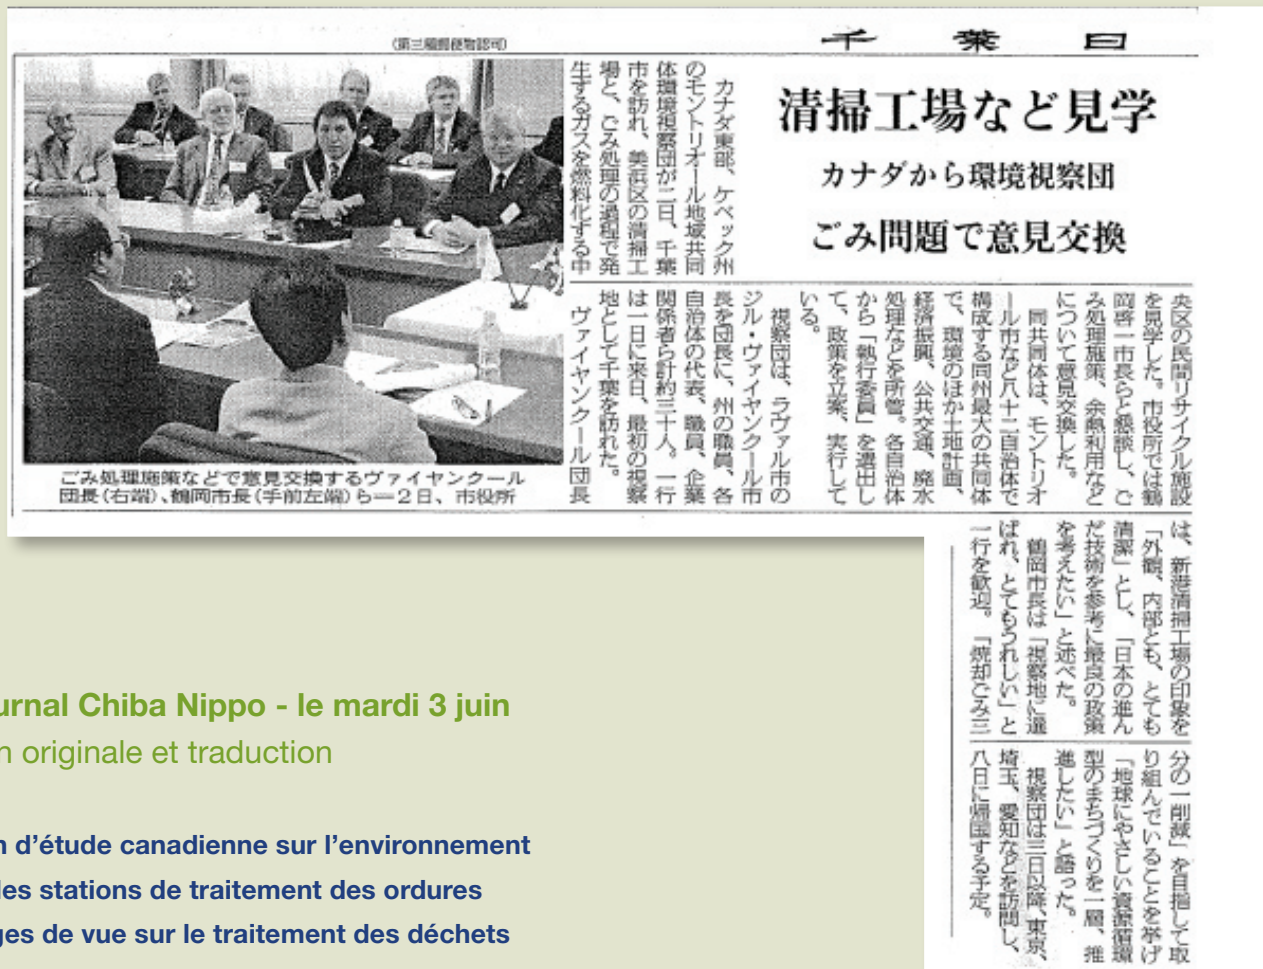 (第三種郵便物認可)
千葉日
清掃工場など見学
カナダから環境視察団
ごみ問題で意見交換
カナダ東部、ケベック州
のモントリオール地域共同
体環境視察団が二日、千葉
市を訪れ、美浜区の清掃工
場と、ごみ処理の過程で発
生するガスを燃料化する中
央区の民間リサイクル施設
を見学した。市役所では鶴
岡啓一市長らと懇談し、ご
み処理施策、余熱利用など
について意見交換した。
同共同体は、モントリオ
ール市など八十二自治体で
構成する同州最大の共同体
で、環境のほか土地計画、
経済振興、公共交通、廃水
処理などを所管。各自治体
から「執行委員」を選出し
て、政策を立案、実行して
いる。
視察団は、ラヴァル市の
ジル・ヴァイヤンクール市
長を団長に、州の職員、各
自治体の代表、職員、企業
関係者ら計約三十人。一行
は一日に来日、最初の視察
地として千葉を訪れた。
ヴァイヤンクール団長
は、新港清掃工場の印象を
「外観、内部とも、とても
清潔」とし、「日本の進ん
だ技術を参考に最良の政策
を考えたい」と述べた。
鶴岡市長は「視察地に選
ばれ、とてもうれしい」と
一行を歓迎。「焼却ごみ三
分の一削減」を目指して取
り組んでいることを挙げ
「地球にやさしい資源循環
型のまちづくりを一層、推
進したい」と語った。
視察団は三日以降、東京、
埼玉、愛知などを訪問し、
八日に帰国する予定。
ごみ処理施策などで意見交換するヴァイヤンクール
団長(右端)、鶴岡市長(手前左端)ら―2日、市役所
urnal Chiba Nippo - le mardi 3 juin
n originale et traduction
n d'étude canadienne sur l'environnement
des stations de traitement des ordures
ges de vue sur le traitement des déchets